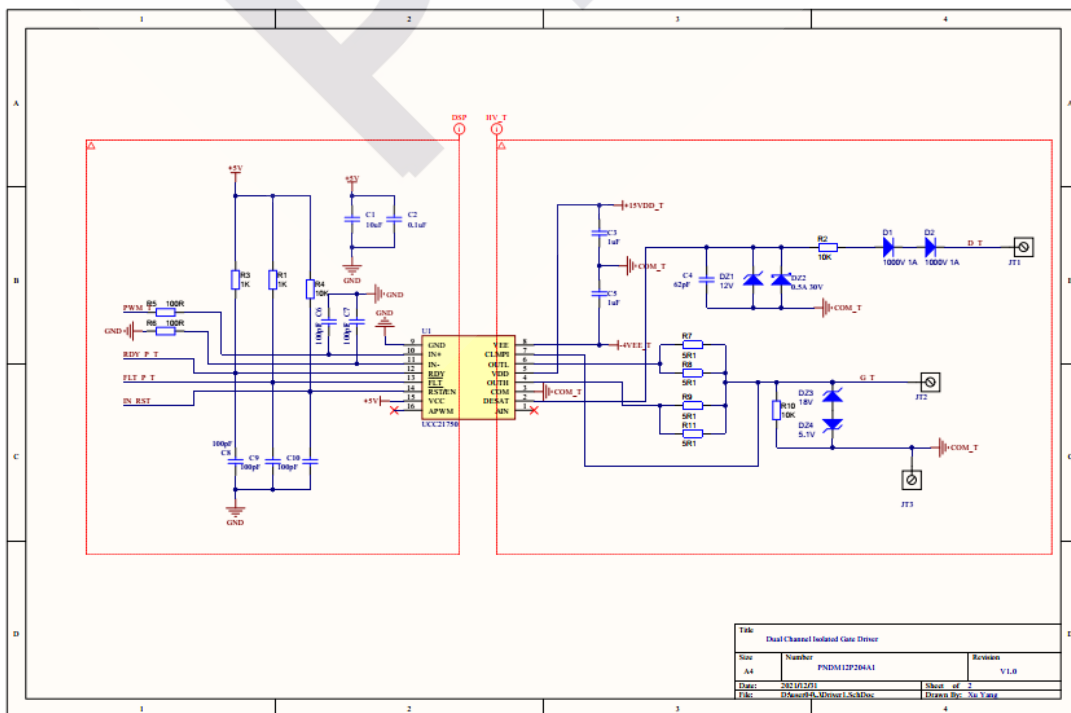 1 2 3 4
A
B
C
D
DSP HV_T
+5V
+5V
C1
10uF
C2
0.1uF
GND
R3
1K
R1
1K
R4
10K
GND
GND
100pF C6
100pF C7
PWM_T
R5 100R
GND
R6 100R
RDY_P_T
FLT_P_T
IN_RST
+5V
100pF
C8
C9
100pF
C10
100pF
GND
U1
9 GND VEE 8
10 IN+ CLMPI 7
11 IN- OUTL 6
12 RDY VDD 5
13 FLT OUTH 4
14 RST/EN COM 3
15 VCC DESAT 2
16 APWM AIN 1
UCC21750
+15VDD_T
C3
1uF
COM_T
C5
1uF
-4VEE_T
COM_T
C4
62pF
DZ1
12V
DZ2
0.5A 30V
COM_T
R2
10K
D1
1000V 1A
D2
1000V 1A
D_T
JT1
R7
5R1
R8
5R1
R9
5R1
R11
5R1
R10
10K
DZ3
18V
DZ4
5.1V
G_T
JT2
COM_T
JT3
Title
Dual Channel Isolated Gate Driver
Size
A4
Number
PNDM12P204A1
Revision
V1.0
Date: 2021/12/31
Sheet of 2
File:
Drawn By: Xu Yang
1 2 3 4